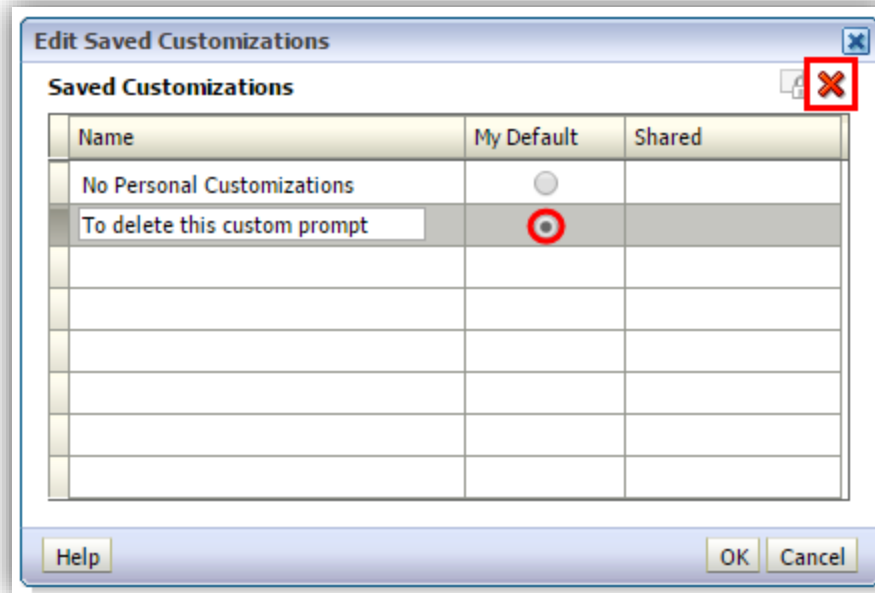 Edit Saved Customizations
Saved Customizations
Name My Default Shared
No Personal Customizations
To delete this custom prompt
Help OK Cancel